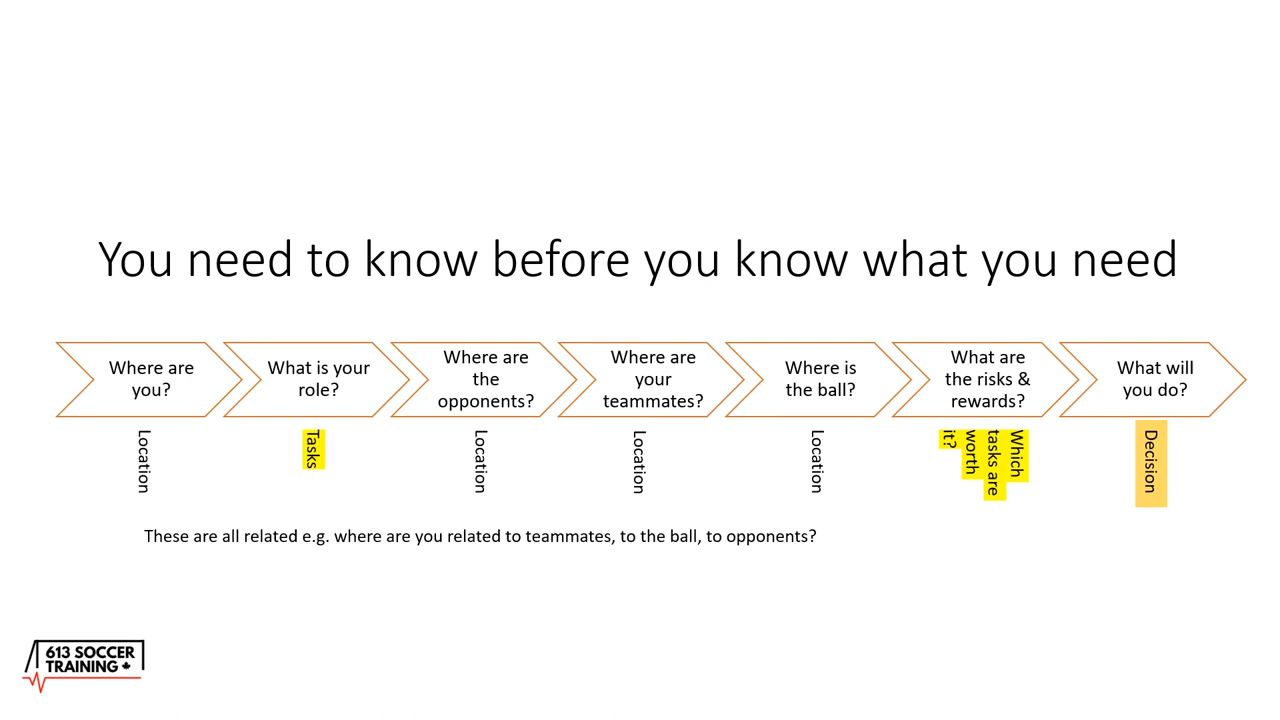 You need to know before you know what you need
Where are
you?
What is your
role?
Where are
the
opponents?
Where are
your
teammates?
Where is
the ball?
What are
the risks &
rewards?
What will
you do?
Location
Tasks
Location
Location
Location
Which
tasks are
worth
it?
Decision
These are all related e.g. where are you related to teammates, to the ball, to opponents?
613 SOCCER
TRAINING